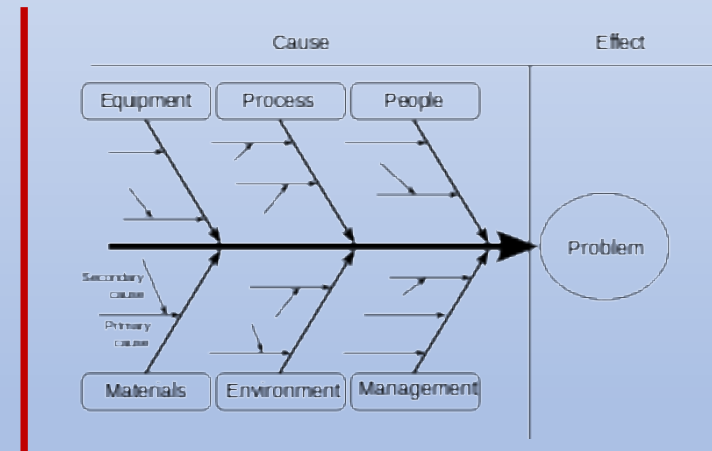 Cause
Effect
Equipment
Process
People
Problem
Secondary
cause
Primary
cause
Materials
Environment
Management